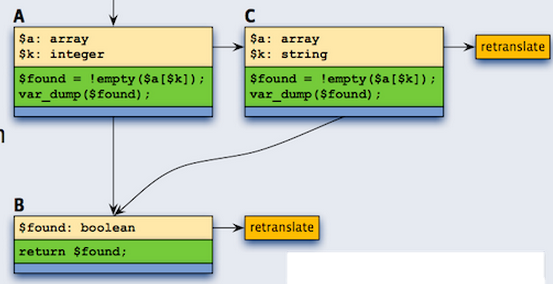 A
$a: array
$k: integer
$found = !empty($a[$k]);
var_dump($found);
C
$a: array
$k: string
$found = !empty($a[$k]);
var_dump($found);
retranslate
B
$found: boolean
return $found;
retranslate